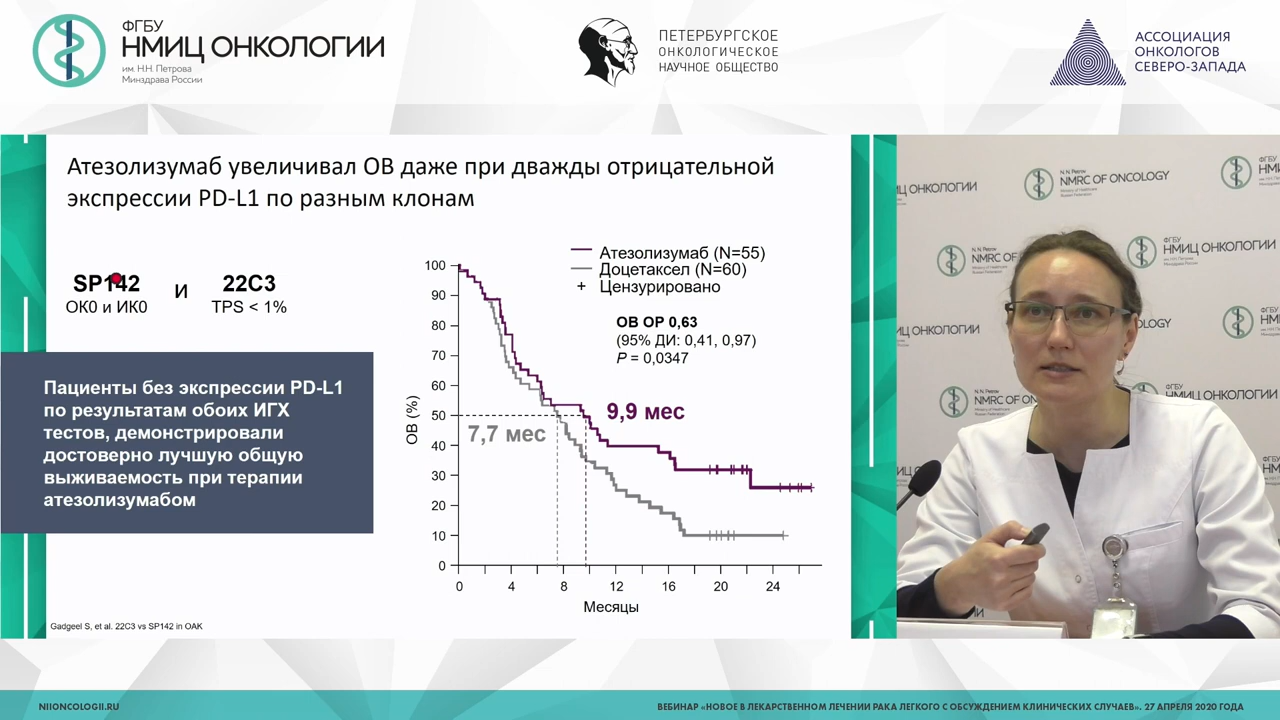 ФГБУ
НМИЦ ОНКОЛОГИИ
им. Н.Н. Петрова
Минздрава России
ПЕТЕРБУРГСКОЕ
ОНКОЛОГИЧЕСКОЕ
НАУЧНОЕ ОБЩЕСТВО
АССОЦИАЦИЯ
ОНКОЛОГОВ
СЕВЕРО-ЗАПАДА
Атезолизумаб увеличивал ОВ даже при дважды отрицательной
экспрессии PD-L1 по разным клонам
SP142 и 22C3
ОК0 и ИК0 TPS < 1%
Пациенты без экспрессии PD-L1
по результатам обоих ИГХ
тестов, демонстрировали
достоверно лучшую общую
выживаемость при терапии
атезолизумабом
Атезолизумаб (N=55)
Доцетаксел (N=60)
+ Цензурировано
ОВ ОР 0,63
(95% ДИ: 0,41, 0,97)
P = 0,0347
9,9 мес
7,7 мес
ОВ (%)
100
90
80
70
60
50
40
30
20
10
0
0 4 8 12 16 20 24
Месяцы
Gadgeel S, et al. 22C3 vs SP142 in OAK
НМИЦ ОНКОЛОГИИ
NMRC OF ONCOLOGY
ФГБУ
НМИЦ ОНКОЛОГИИ
NIIONCOLOGII.RU
ВЕБИНАР «НОВОЕ В ЛЕКАРСТВЕННОМ ЛЕЧЕНИИ РАКА ЛЕГКОГО С ОБСУЖДЕНИЕМ КЛИНИЧЕСКИХ СЛУЧАЕВ». 27 АПРЕЛЯ 2020 ГОДА